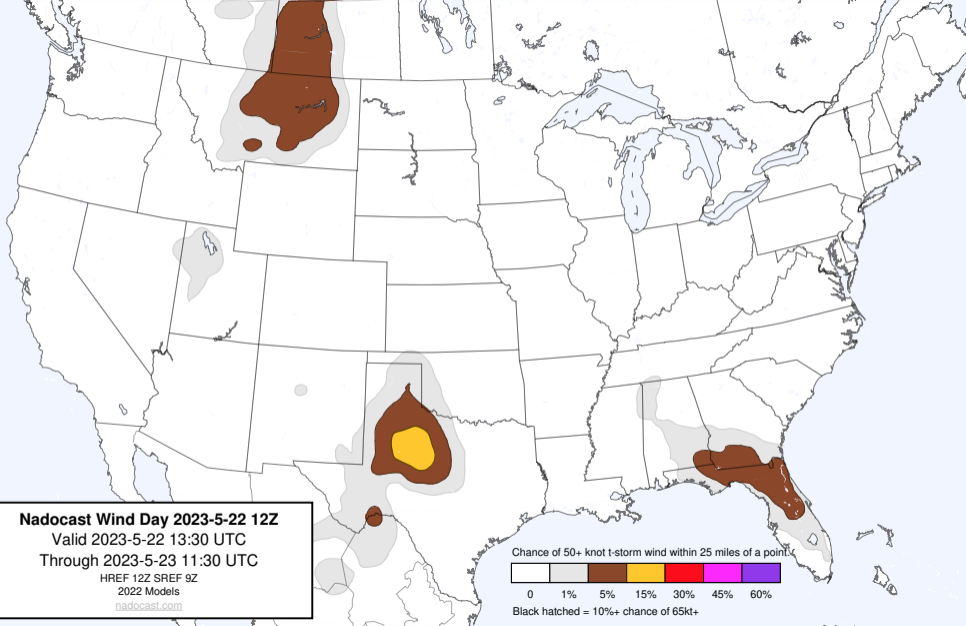 Nadocast Wind Day 2023-5-22 12Z
Valid 2023-5-22 13:30 UTC
Through 2023-5-23 11:30 UTC
HREF 12Z SREF 9Z
2022 Models
nadocast.com
Chance of 50+ knot t-storm wind within 25 miles of a point.
0 1% 5% 15% 30% 45% 60%
Black hatched = 10%+ chance of 65kt+